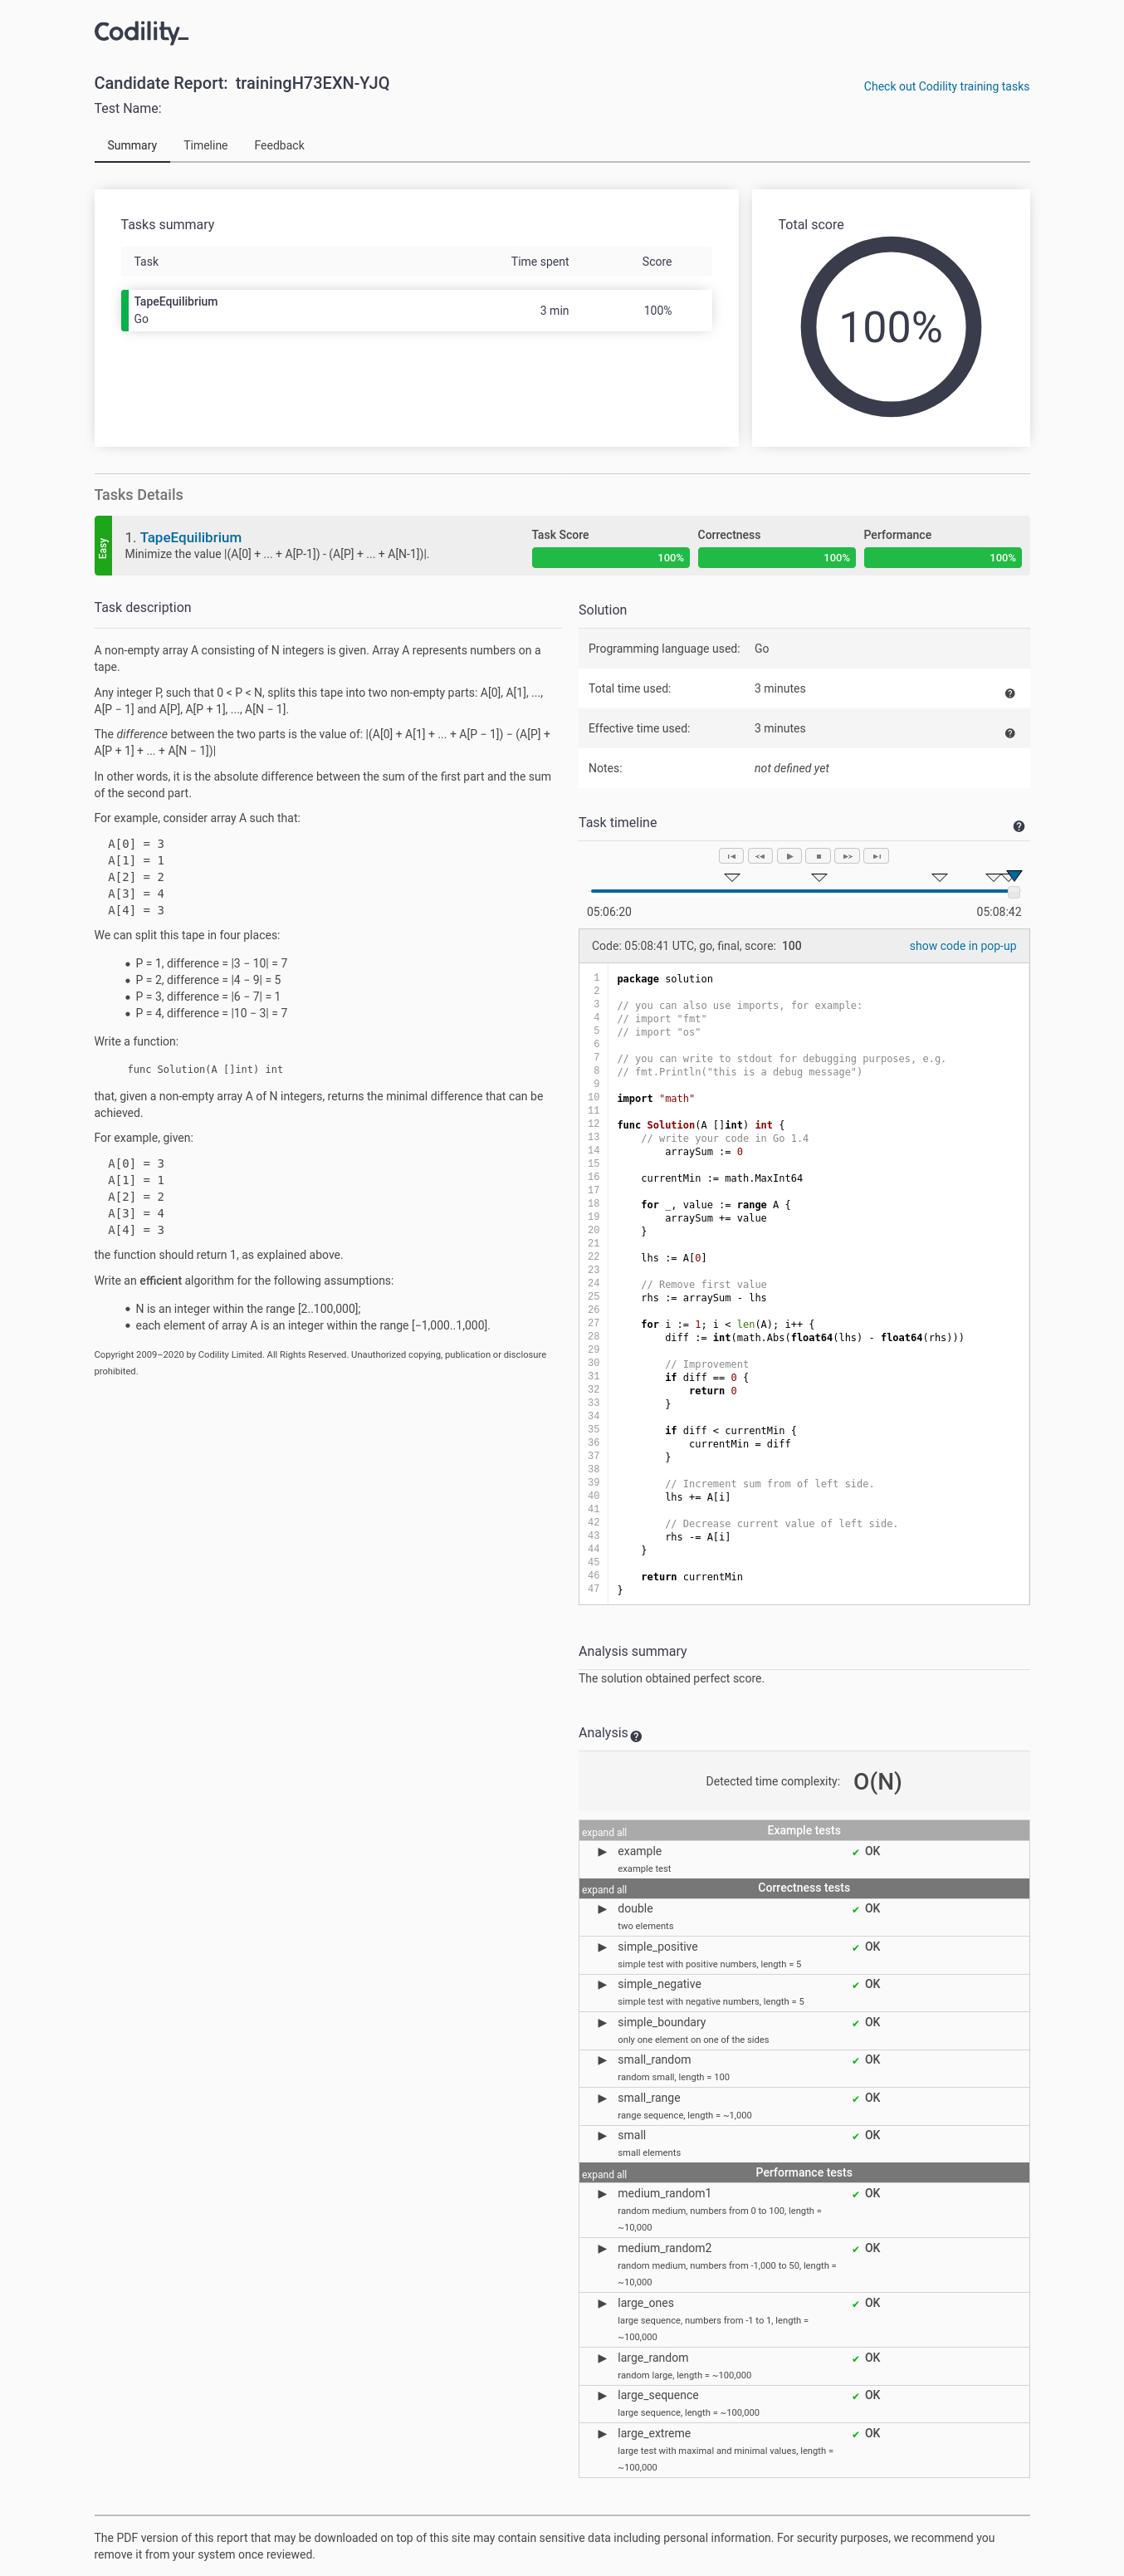 Codility_
Candidate Report: trainingH73EXN-YJQ
Check out Codility training tasks
Test Name:
Summary Timeline Feedback
Tasks summary
Task Time spent Score
TapeEquilibrium
Go
3 min 100%
Total score
100%
Tasks Details
Easy
1. TapeEquilibrium
Minimize the value |(A[0] + ... + A[P-1]) - (A[P] + ... + A[N-1])|.
Task Score Correctness Performance
100% 100% 100%
Task description
A non-empty array A consisting of N integers is given. Array A represents numbers on a
tape.
Any integer P, such that 0 < P < N, splits this tape into two non-empty parts: A[0], A[1], ...,
A[P − 1] and A[P], A[P + 1], ..., A[N − 1].
The difference between the two parts is the value of: |(A[0] + A[1] + ... + A[P − 1]) − (A[P] +
A[P + 1] + ... + A[N − 1])|
In other words, it is the absolute difference between the sum of the first part and the sum
of the second part.
For example, consider array A such that:
A[0] = 3
A[1] = 1
A[2] = 2
A[3] = 4
A[4] = 3
We can split this tape in four places:
• P = 1, difference = |3 − 10| = 7
• P = 2, difference = |4 − 9| = 5
• P = 3, difference = |6 − 7| = 1
• P = 4, difference = |10 − 3| = 7
Write a function:
func Solution(A []int) int
that, given a non-empty array A of N integers, returns the minimal difference that can be
achieved.
For example, given:
A[0] = 3
A[1] = 1
A[2] = 2
A[3] = 4
A[4] = 3
the function should return 1, as explained above.
Write an efficient algorithm for the following assumptions:
• N is an integer within the range [2..100,000];
• each element of array A is an integer within the range [−1,000..1,000].
Copyright 2009–2020 by Codility Limited. All Rights Reserved. Unauthorized copying, publication or disclosure
prohibited.
Solution
Programming language used: Go
Total time used: 3 minutes ?
Effective time used: 3 minutes ?
Notes: not defined yet
Task timeline ?
05:06:20 05:08:42
Code: 05:08:41 UTC, go, final, score: 100 show code in pop-up
1 package solution
2
3 // you can also use imports, for example:
4 // import "fmt"
5 // import "os"
6
7 // you can write to stdout for debugging purposes, e.g.
8 // fmt.Println("this is a debug message")
9
10 import "math"
11
12 func Solution(A []int) int {
13 // write your code in Go 1.4
14 arraySum := 0
15
16 currentMin := math.MaxInt64
17
18 for _, value := range A {
19 arraySum += value
20 }
21
22 lhs := A[0]
23
24 // Remove first value
25 rhs := arraySum - lhs
26
27 for i := 1; i < len(A); i++ {
28 diff := int(math.Abs(float64(lhs) - float64(rhs)))
29
30 // Improvement
31 if diff == 0 {
32 return 0
33 }
34
35 if diff < currentMin {
36 currentMin = diff
37 }
38
39 // Increment sum from of left side.
40 lhs += A[i]
41
42 // Decrease current value of left side.
43 rhs -= A[i]
44 }
45
46 return currentMin
47 }
Analysis summary
The solution obtained perfect score.
Analysis ?
Detected time complexity: O(N)
expand all Example tests
example ✔ OK
example test
expand all Correctness tests
double ✔ OK
two elements
simple_positive ✔ OK
simple test with positive numbers, length = 5
simple_negative ✔ OK
simple test with negative numbers, length = 5
simple_boundary ✔ OK
only one element on one of the sides
small_random ✔ OK
random small, length = 100
small_range ✔ OK
range sequence, length = ~1,000
small ✔ OK
small elements
expand all Performance tests
medium_random1 ✔ OK
random medium, numbers from 0 to 100, length =
~10,000
medium_random2 ✔ OK
random medium, numbers from -1,000 to 50, length =
~10,000
large_ones ✔ OK
large sequence, numbers from -1 to 1, length =
~100,000
large_random ✔ OK
random large, length = ~100,000
large_sequence ✔ OK
large sequence, length = ~100,000
large_extreme ✔ OK
large test with maximal and minimal values, length =
~100,000
The PDF version of this report that may be downloaded on top of this site may contain sensitive data including personal information. For security purposes, we recommend you
remove it from your system once reviewed.